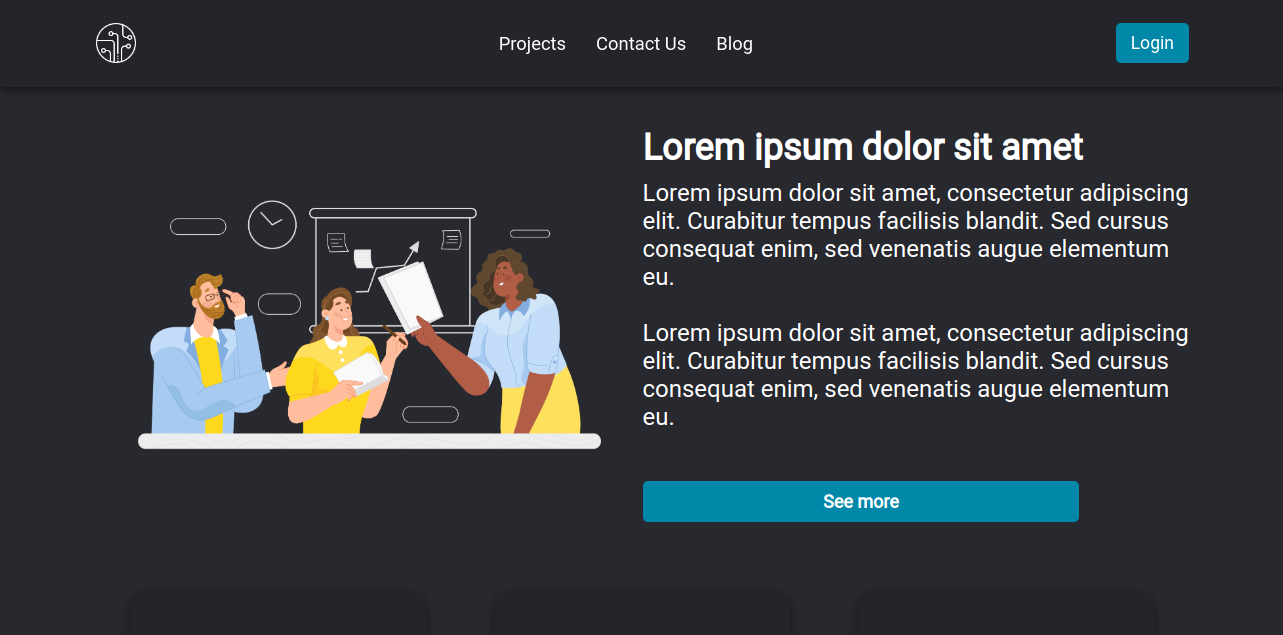 Projects Contact Us Blog Login
Lorem ipsum dolor sit amet
Lorem ipsum dolor sit amet, consectetur adipiscing
elit. Curabitur tempus facilisis blandit. Sed cursus
consequat enim, sed venenatis augue elementum
eu.
Lorem ipsum dolor sit amet, consectetur adipiscing
elit. Curabitur tempus facilisis blandit. Sed cursus
consequat enim, sed venenatis augue elementum
eu.
See more